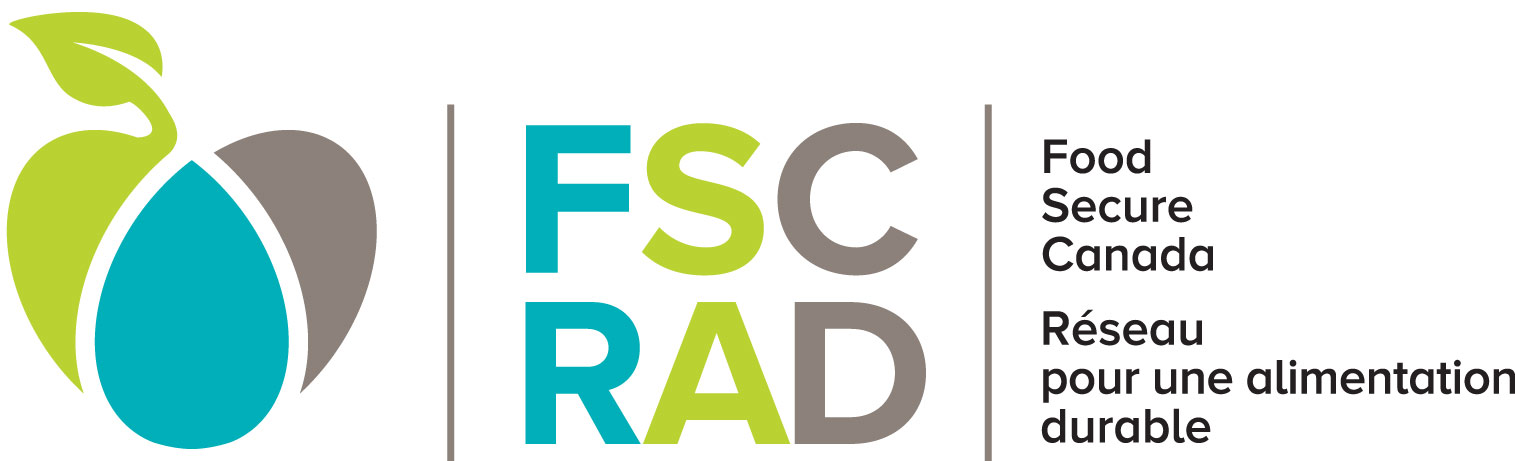 FSC
RAD
Food
Secure
Canada
Réseau
pour une alimentation
durable